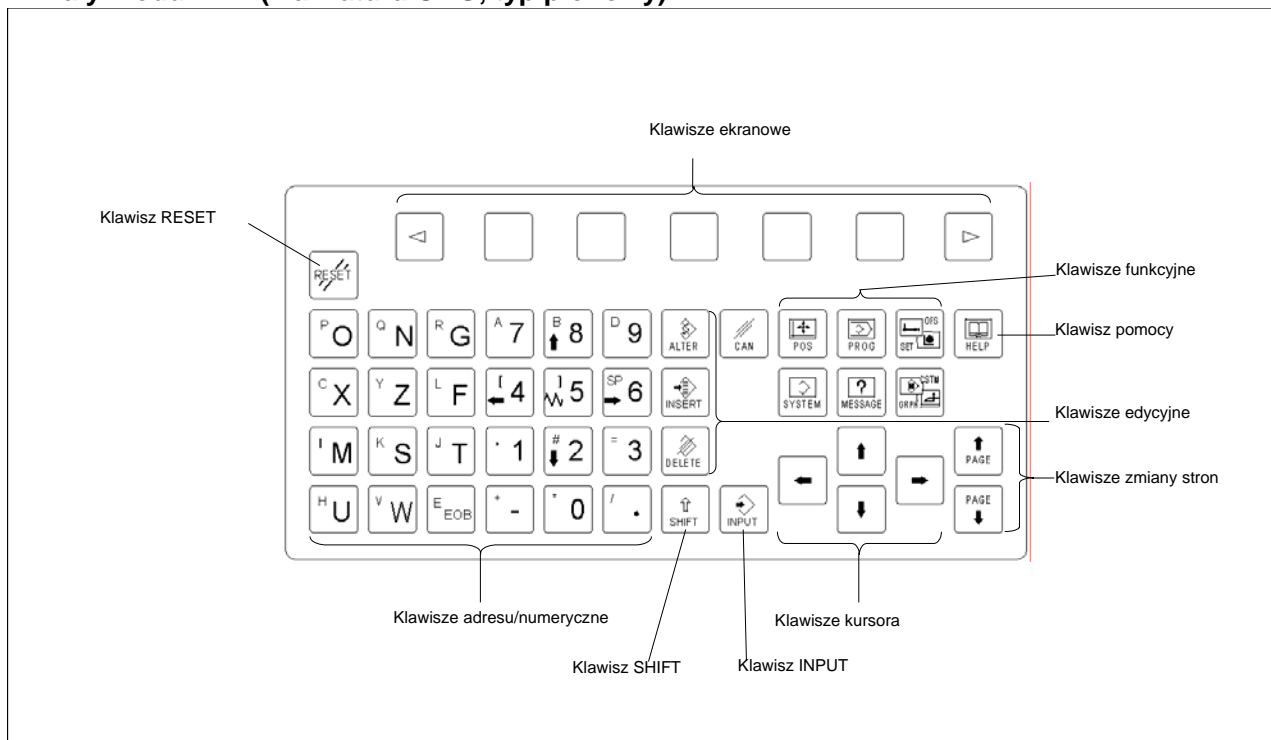 Klawisze ekranowe
Klawisz RESET
RESET
Klawisze funkcyjne
P O Q N R G A 7 B 8 D 9 ALTER CAN POS PROG OFS SET HELP
Klawisz pomocy
C X Y Z L F [ 4 ] 5 SP 6 INSERT SYSTEM MESSAGE CSTM GRPH
Klawisze edycyjne
I M K S J T , 1 # 2 = 3 DELETE PAGE
Klawisze zmiany stron
H U V W E EOB + - * 0 / . SHIFT INPUT PAGE
Klawisze adresu/numeryczne
Klawisze kursora
Klawisz SHIFT
Klawisz INPUT